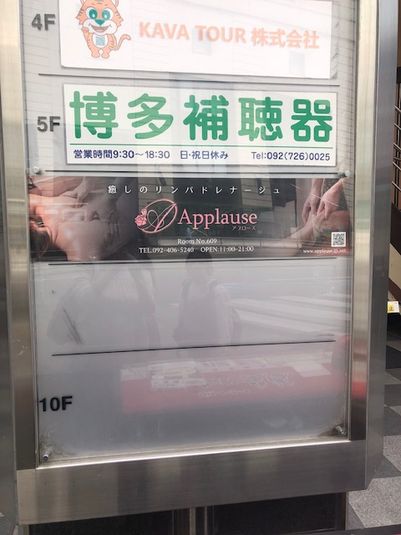 4F
KAVA TOUR 株式会社
5F
博多補聴器
営業時間9:30～18:30 日・祝日休み Tel:092(726)0025
癒しのリンパドレナージュ
Applause
アプローズ
Room No.609
TEL.092-406-5240 OPEN.11:00-21:00
10F